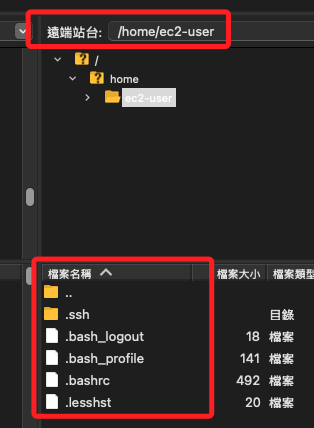 遠端站台: /home/ec2-user
/
home
ec2-user
檔案名稱 檔案大小 檔案類型
..
.ssh 目錄
.bash_logout 18 檔案
.bash_profile 141 檔案
.bashrc 492 檔案
.lesshst 20 檔案